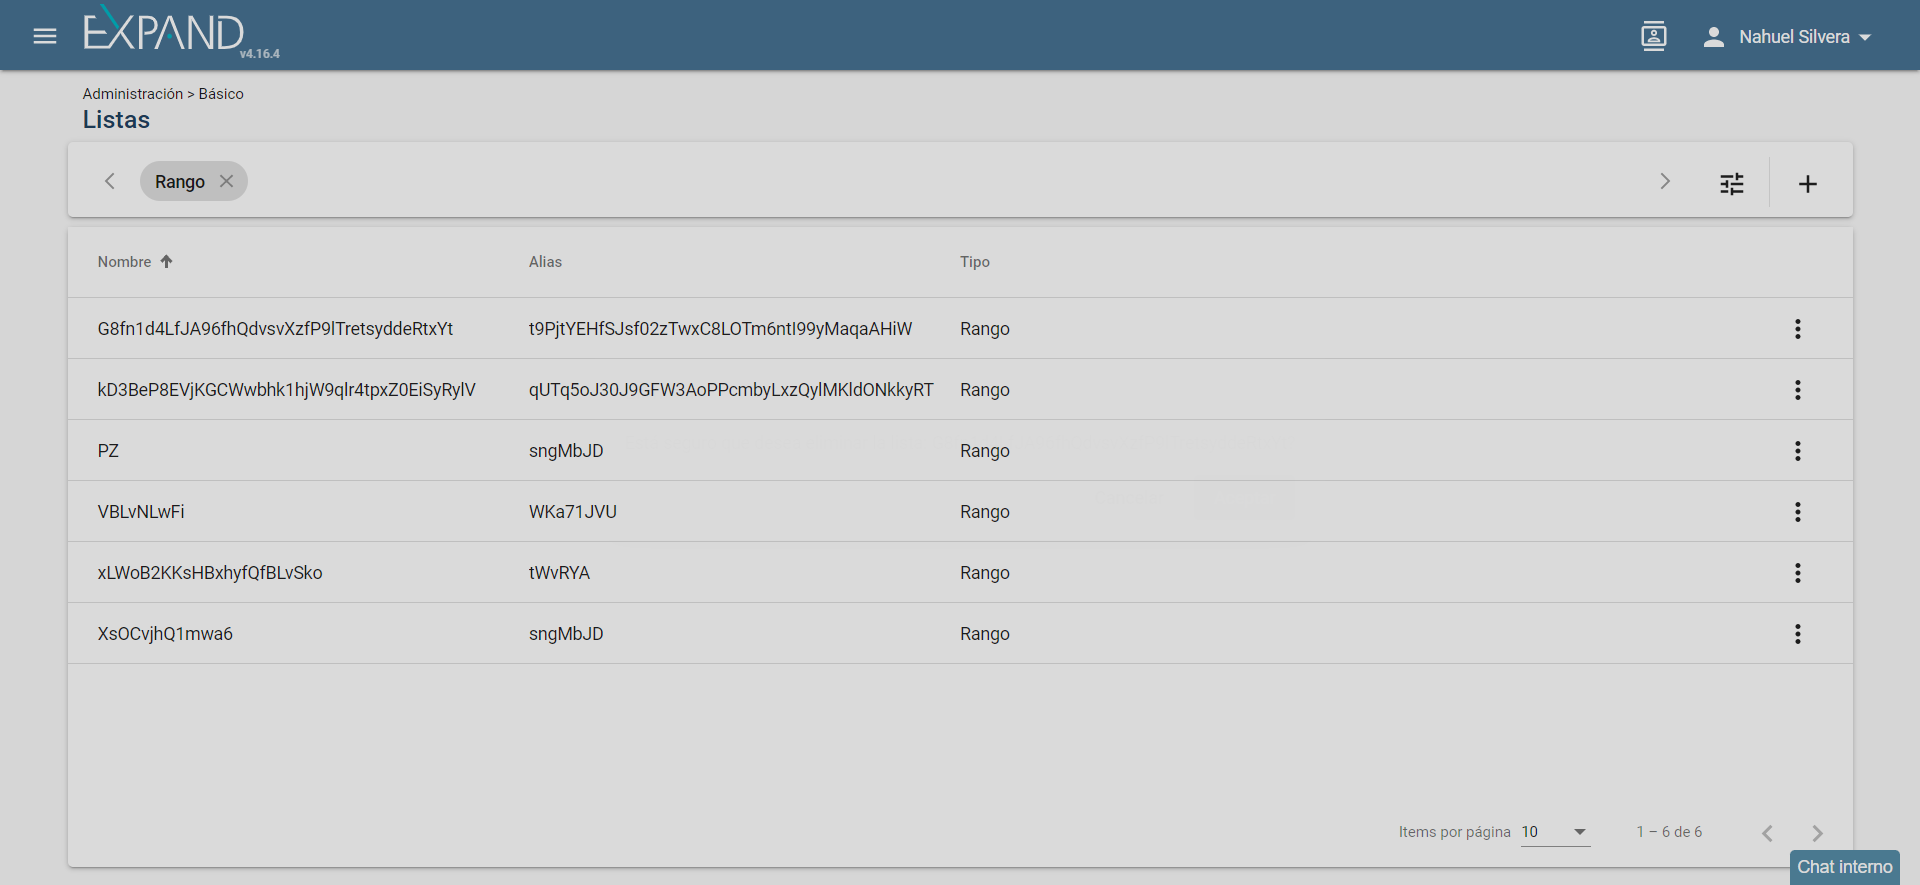 EXPAND
v4.16.4
Nahuel Silvera
Administración > Básico
Listas
Rango
Nombre Alias Tipo
G8fn1d4LfJA96fhQdvsvXzfP9lTretsyddeRtxYt t9PjtYEHfSJsf02zTwxC8LOTm6ntI99yMaqaAHiW Rango
kD3BeP8EVjKGCWwbhk1hjW9qlr4tpxZ0EiSyRylV qUTq5oJ30J9GFW3AoPPcmbyLxzQylMKldONkkyRT Rango
PZ sngMbJD Rango
VBLvNLwFi WKa71JVU Rango
xLWoB2KKsHBxhyfQfBLvSko tWvRYA Rango
XsOCvjhQ1mwa6 sngMbJD Rango
Items por página 10 1 – 6 de 6
Chat interno